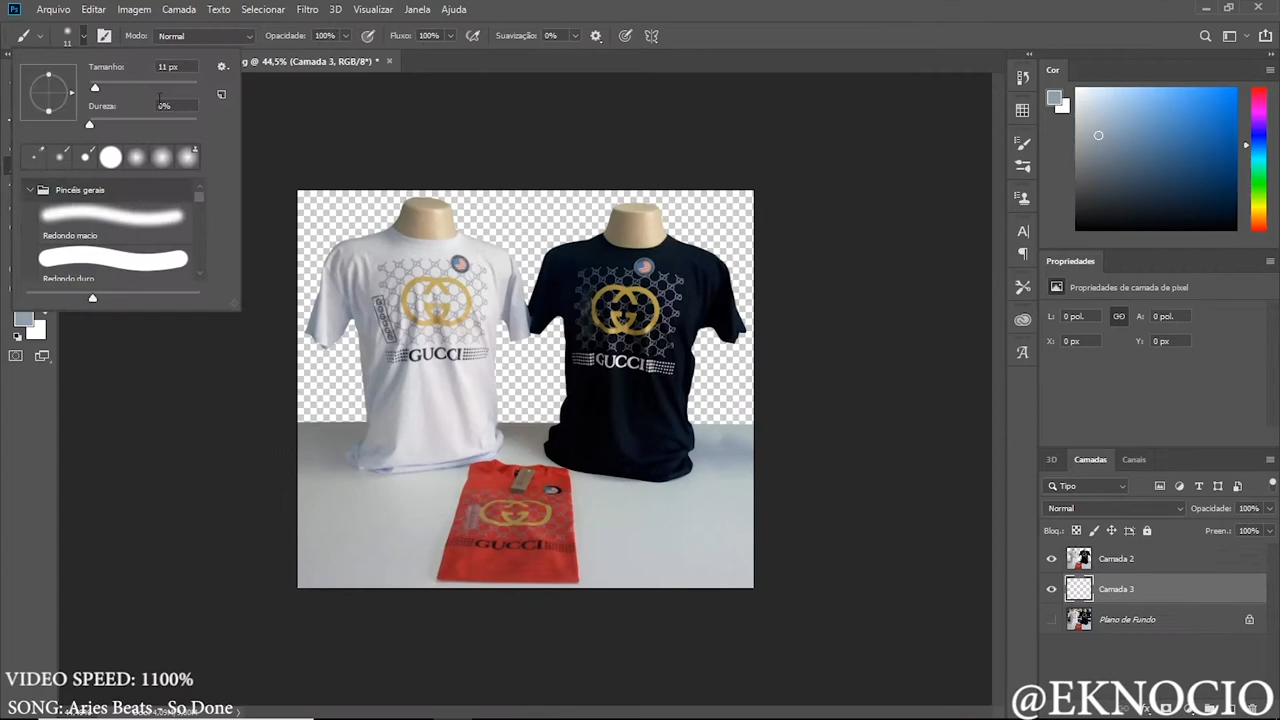 Ps Arquivo Editar Imagem Camada Texto Selecionar Filtro 3D Visualizar Janela Ajuda
11 Modo: Normal Opacidade: 100% Fluxo: 100% Suavização: 0%
g @ 44,5% (Camada 3, RGB/8*) * ×
Tamanho: 11 px
Dureza: 0%
Pincéis gerais
Redondo macio
Redondo duro
GUCCI
GUCCI
GUCCI
Cor
Propriedades
Propriedades de camada de pixel
L: 0 pol. A: 0 pol.
X: 0 px Y: 0 px
3D Camadas Canais
Tipo
Normal Opacidade: 100%
Bloq.: Preen.: 100%
Camada 2
Camada 3
Plano de Fundo
VIDEO SPEED: 1100%
SONG: Aries Beats - So Done
@EKNOCIO